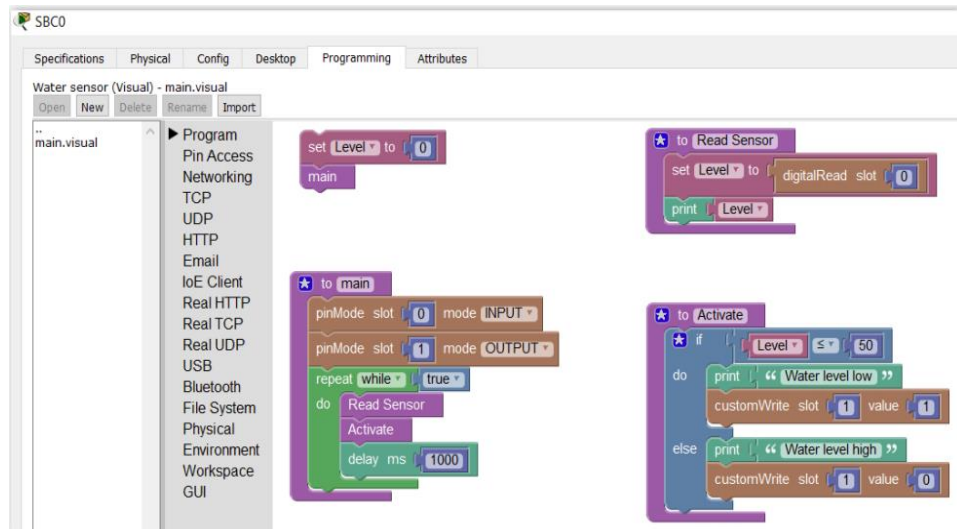 SBC0
Specifications Physical Config Desktop Programming Attributes
Water sensor (Visual) - main.visual
Open New Delete Rename Import
..
main.visual
Program
Pin Access
Networking
TCP
UDP
HTTP
Email
IoE Client
Real HTTP
Real TCP
Real UDP
USB
Bluetooth
File System
Physical
Environment
Workspace
GUI
set Level to 0
main
to main
pinMode slot 0 mode INPUT
pinMode slot 1 mode OUTPUT
repeat while true
do Read Sensor
Activate
delay ms 1000
to Read Sensor
set Level to digitalRead slot 0
print Level
to Activate
if Level ≤ 50
do print “ Water level low ”
customWrite slot 1 value 1
else print “ Water level high ”
customWrite slot 1 value 0